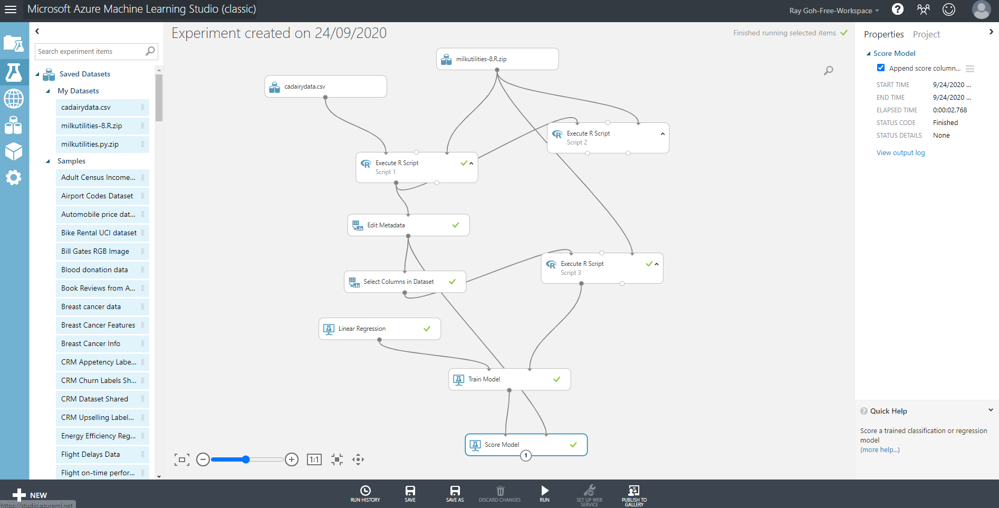 Microsoft Azure Machine Learning Studio (classic)
Ray Goh-Free-Workspace
?
Search experiment items
Saved Datasets
My Datasets
cadairydata.csv
milkutilities-8.R.zip
milkutilities.py.zip
Samples
Adult Census Income...
Airport Codes Dataset
Automobile price dat...
Bike Rental UCI dataset
Bill Gates RGB Image
Blood donation data
Book Reviews from A...
Breast cancer data
Breast Cancer Features
Breast Cancer Info
CRM Appetency Labe...
CRM Churn Labels Sh...
CRM Dataset Shared
CRM Upselling Label...
Energy Efficiency Reg...
Flight Delays Data
Flight on-time perfor...
Experiment created on 24/09/2020
Finished running selected items
milkutilities-8.R.zip
cadairydata.csv
Execute R Script
Script 2
Execute R Script
Script 1
Edit Metadata
Execute R Script
Script 3
Select Columns in Dataset
Linear Regression
Train Model
Score Model
1
1:1
Properties Project
Score Model
Append score column...
START TIME 9/24/2020 ...
END TIME 9/24/2020 ...
ELAPSED TIME 0:00:02.768
STATUS CODE Finished
STATUS DETAILS None
View output log
? Quick Help
Score a trained classification or regression
model
(more help...)
NEW
https://studio.azureml.net
RUN HISTORY
SAVE
SAVE AS
DISCARD CHANGES
RUN
SET UP WEB
SERVICE
PUBLISH TO
GALLERY